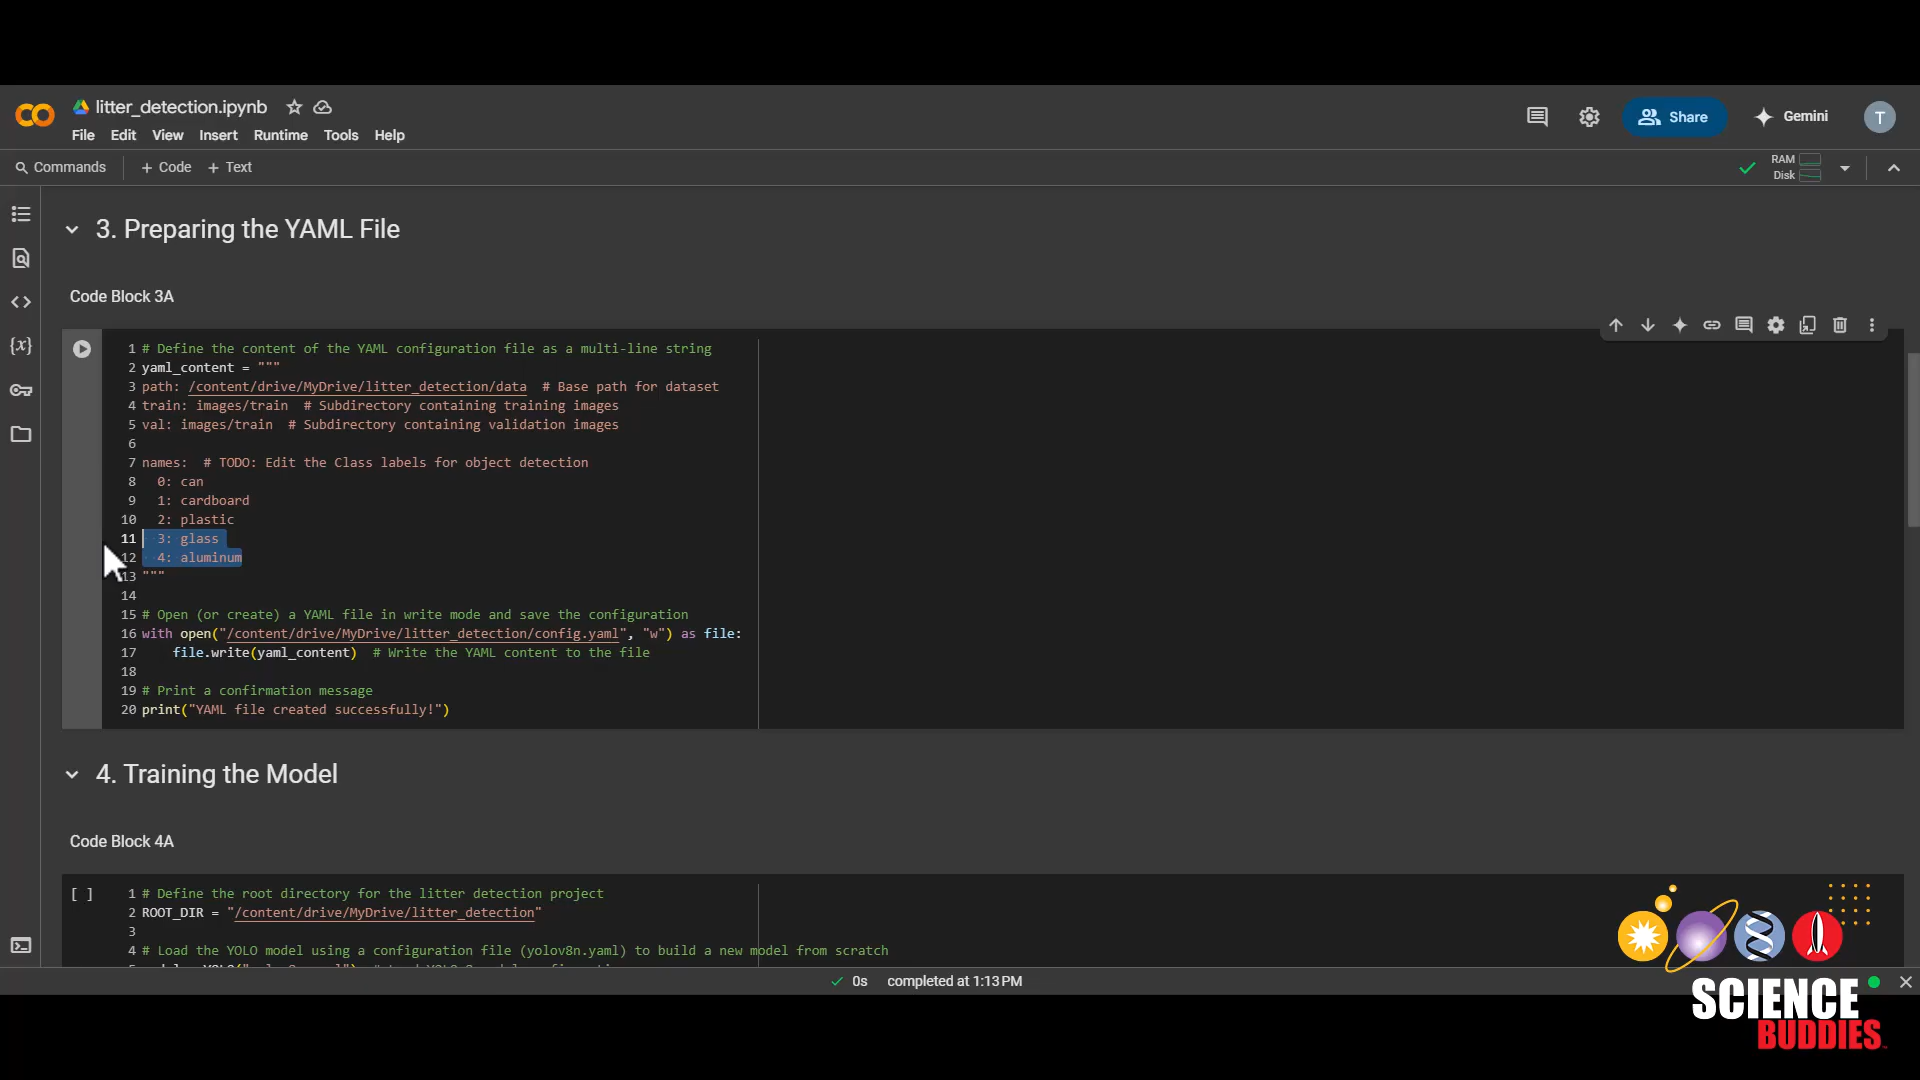 litter_detection.ipynb
File Edit View Insert Runtime Tools Help
Share
Gemini
T
Commands + Code + Text
RAM
Disk
3. Preparing the YAML File
Code Block 3A
1 # Define the content of the YAML configuration file as a multi-line string
2 yaml_content = """
3 path: /content/drive/MyDrive/litter_detection/data  # Base path for dataset
4 train: images/train  # Subdirectory containing training images
5 val: images/train  # Subdirectory containing validation images
6
7 names:  # TODO: Edit the Class labels for object detection
8   0: can
9   1: cardboard
10   2: plastic
11   3: glass
12   4: aluminum
13 """
14
15 # Open (or create) a YAML file in write mode and save the configuration
16 with open("/content/drive/MyDrive/litter_detection/config.yaml", "w") as file:
17     file.write(yaml_content)  # Write the YAML content to the file
18
19 # Print a confirmation message
20 print("YAML file created successfully!")
4. Training the Model
Code Block 4A
[ ]
1 # Define the root directory for the litter detection project
2 ROOT_DIR = "/content/drive/MyDrive/litter_detection"
3
4 # Load the YOLO model using a configuration file (yolov8n.yaml) to build a new model from scratch
0s completed at 1:13 PM
SCIENCE
BUDDIES